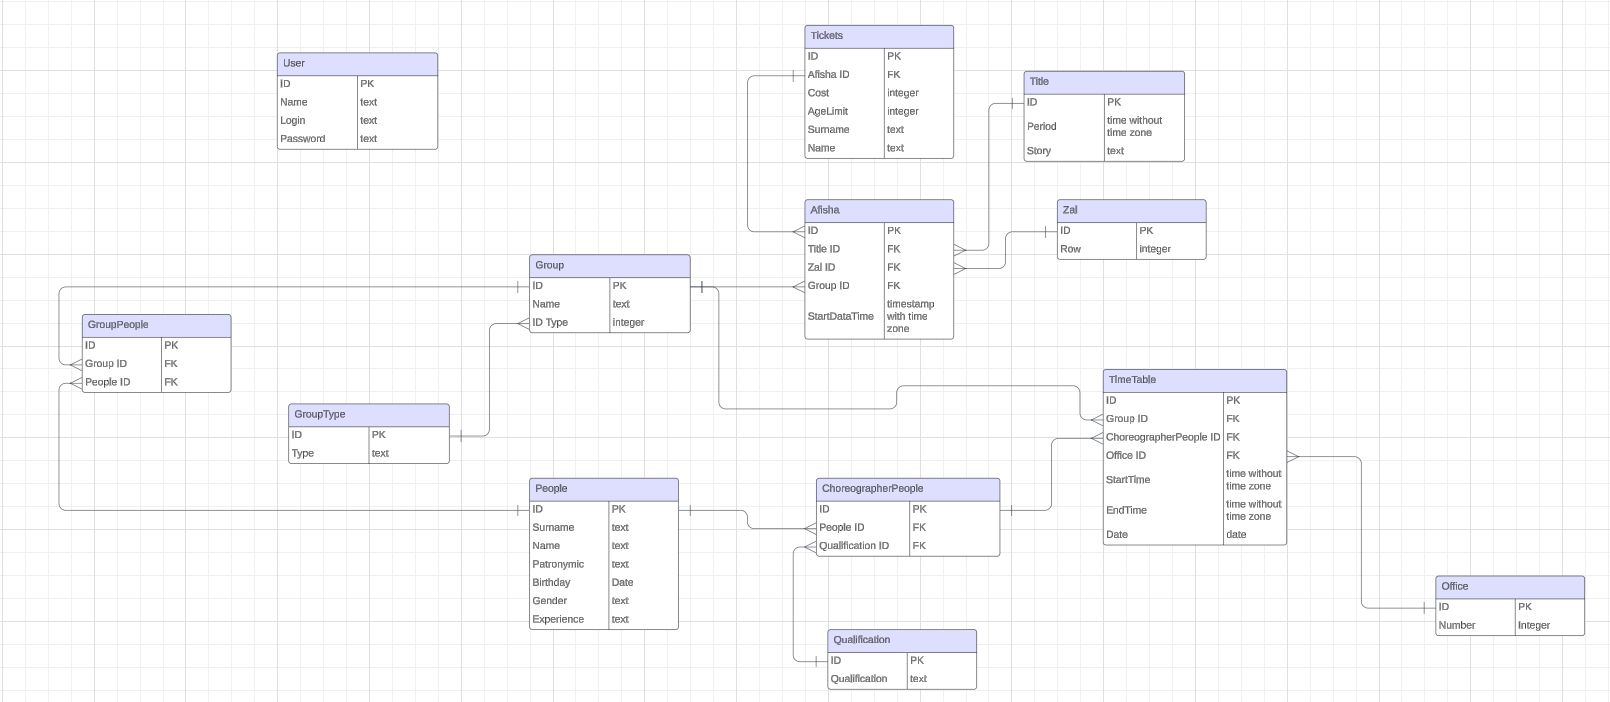 User
ID PK
Name text
Login text
Password text
Tickets
ID PK
Afisha ID FK
Cost integer
AgeLimit integer
Surname text
Name text
Title
ID PK
Period time without
time zone
Story text
Afisha
ID PK
Title ID FK
Zal ID FK
Group ID FK
StartDataTime timestamp
with time
zone
Zal
ID PK
Row integer
Group
ID PK
Name text
ID Type integer
GroupPeople
ID PK
Group ID FK
People ID FK
GroupType
ID PK
Type text
TimeTable
ID PK
Group ID FK
ChoreographerPeople ID FK
Office ID FK
StartTime time without
time zone
EndTime time without
time zone
Date date
People
ID PK
Surname text
Name text
Patronymic text
Birthday Date
Gender text
Experience text
ChoreographerPeople
ID PK
People ID FK
Qualification ID FK
Office
ID PK
Number Integer
Qualification
ID PK
Qualification text